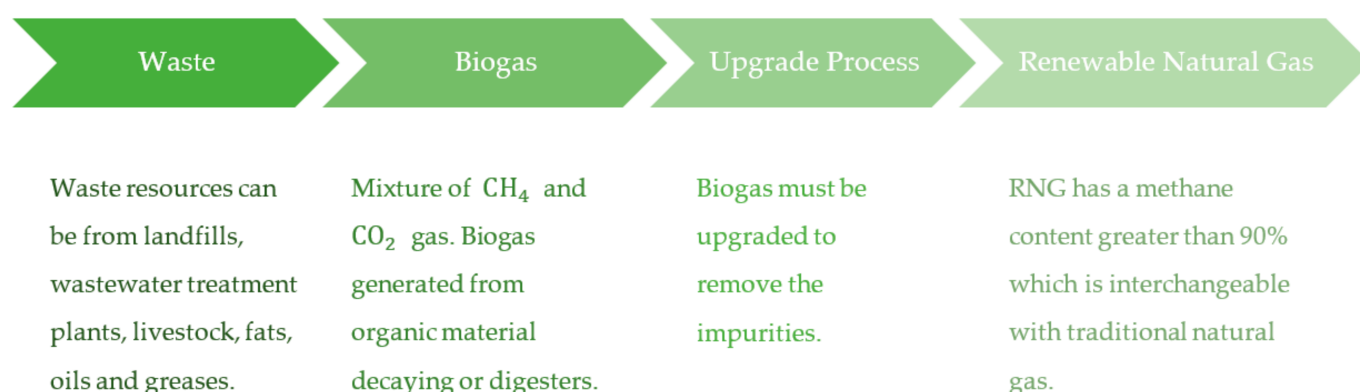 Waste
Biogas
Upgrade Process
Renewable Natural Gas
Waste resources can
be from landfills,
wastewater treatment
plants, livestock, fats,
oils and greases.
Mixture of CH₄ and
CO₂ gas. Biogas
generated from
organic material
decaying or digesters.
Biogas must be
upgraded to
remove the
impurities.
RNG has a methane
content greater than 90%
which is interchangeable
with traditional natural
gas.